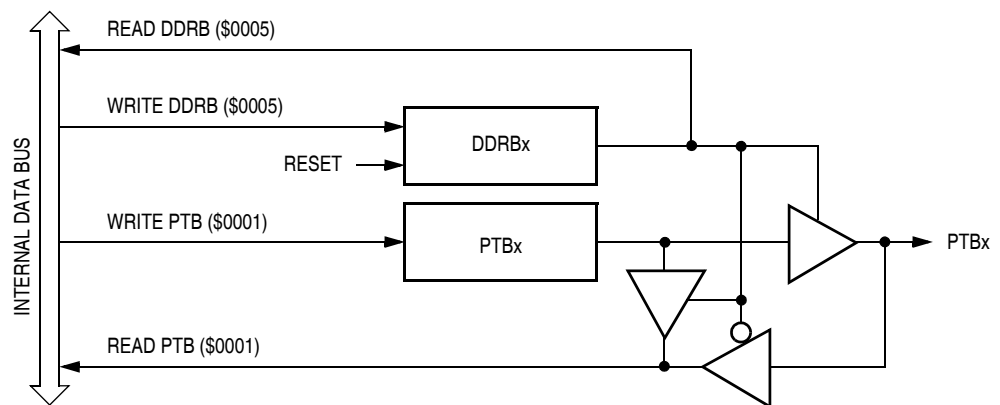 READ DDRB ($0005)
WRITE DDRB ($0005)
DDRBx
RESET
INTERNAL DATA BUS
WRITE PTB ($0001)
PTBx
PTBx
READ PTB ($0001)